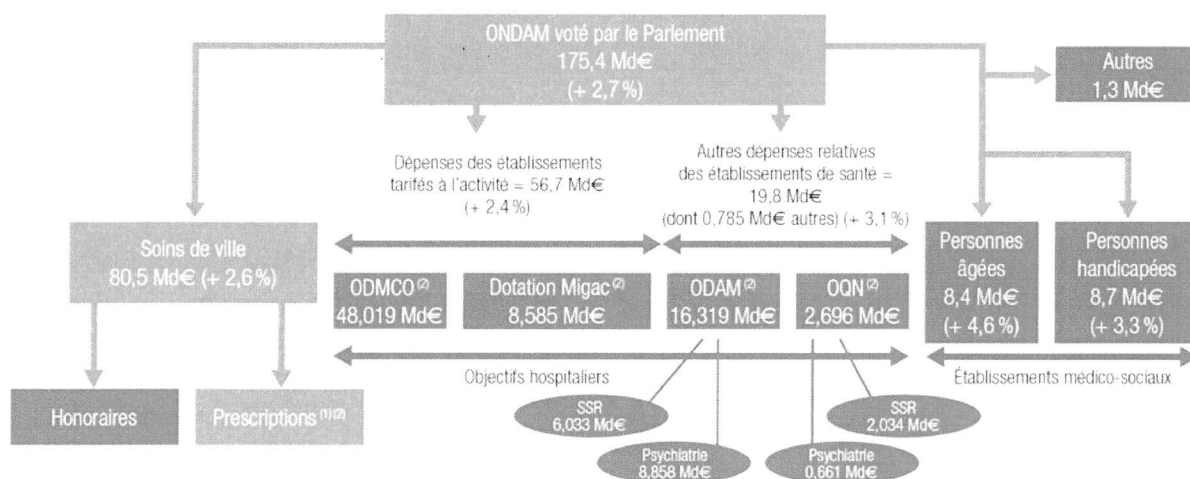 ONDAM voté par le Parlement
175,4 Md€
(+ 2,7 %)
Autres
1,3 Md€
Dépenses des établissements
tarifés à l'activité = 56,7 Md€
(+ 2,4 %)
Autres dépenses relatives
des établissements de santé =
19,8 Md€
(dont 0,785 Md€ autres) (+ 3,1 %)
Soins de ville
80,5 Md€ (+ 2,6 %)
ODMCO (2)
48,019 Md€
Dotation Migac (2)
8,585 Md€
ODAM (2)
16,319 Md€
OQN (2)
2,696 Md€
Personnes
âgées
8,4 Md€
(+ 4,6 %)
Personnes
handicapées
8,7 Md€
(+ 3,3 %)
Objectifs hospitaliers
Établissements médico-sociaux
Honoraires
Prescriptions (1) (2)
SSR
6,033 Md€
Psychiatrie
8,858 Md€
Psychiatrie
0,661 Md€
SSR
2,034 Md€